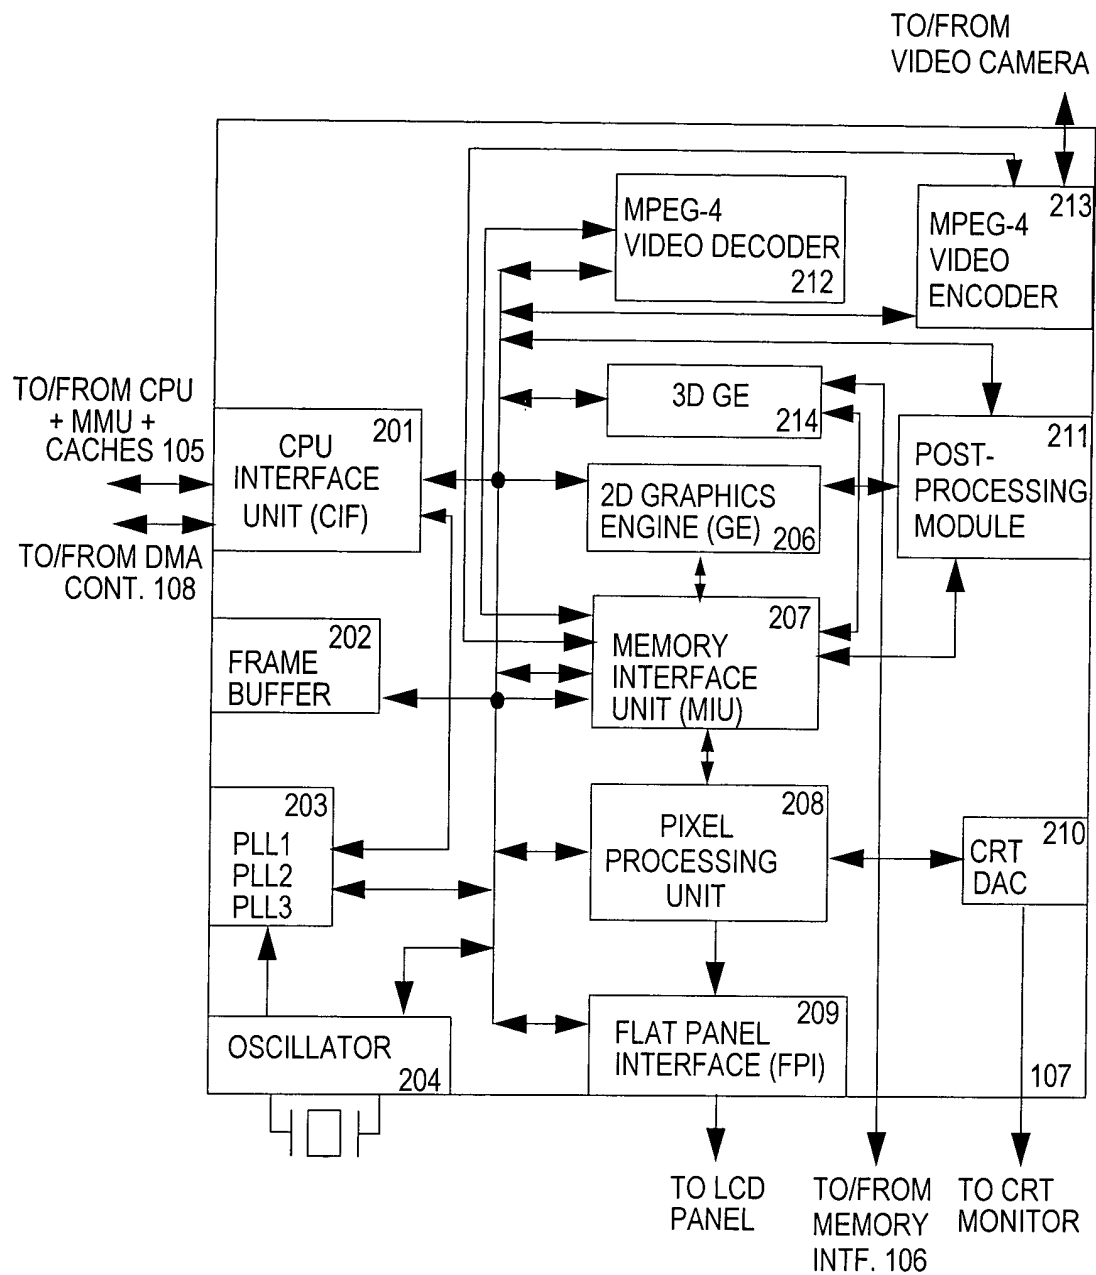 TO/FROM
VIDEO CAMERA
MPEG-4
VIDEO DECODER
212
213
MPEG-4
VIDEO
ENCODER
TO/FROM CPU
+ MMU +
CACHES 105
TO/FROM DMA
CONT. 108
201
CPU
INTERFACE
UNIT (CIF)
3D GE
214
2D GRAPHICS
ENGINE (GE)
206
211
POST-
PROCESSING
MODULE
202
FRAME
BUFFER
207
MEMORY
INTERFACE
UNIT (MIU)
203
PLL1
PLL2
PLL3
208
PIXEL
PROCESSING
UNIT
210
CRT
DAC
OSCILLATOR
204
209
FLAT PANEL
INTERFACE (FPI)
107
TO LCD
PANEL
TO/FROM
MEMORY
INTF. 106
TO CRT
MONITOR